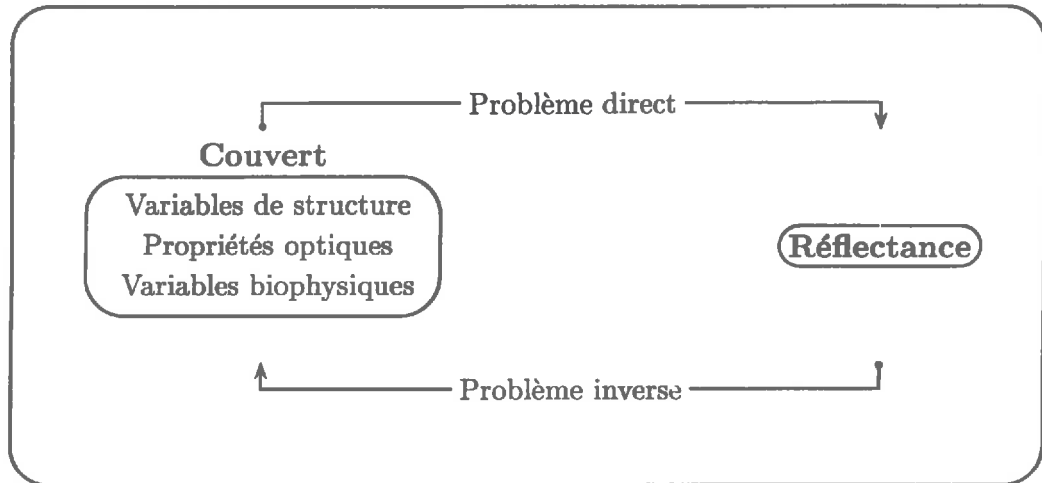 Problème direct
Couvert
Variables de structure
Propriétés optiques
Variables biophysiques
Réflectance
Problème inverse